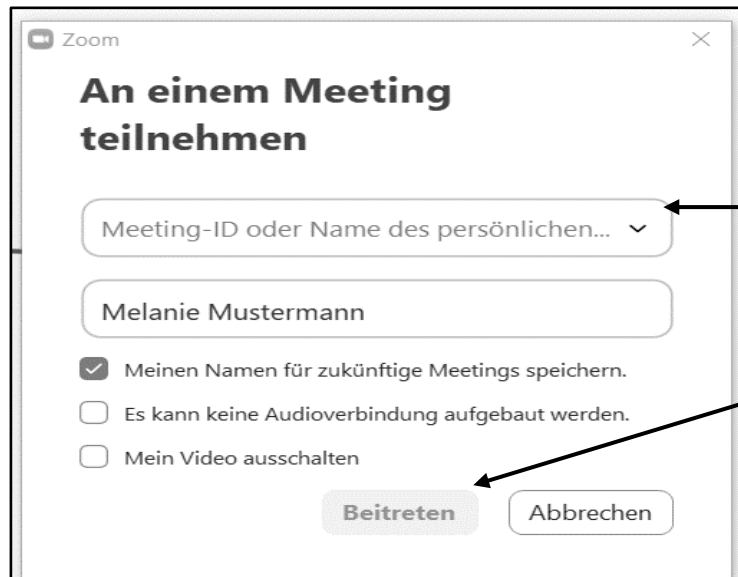 Zoom
An einem Meeting
teilnehmen
Meeting-ID oder Name des persönlichen...
Melanie Mustermann
Meinen Namen für zukünftige Meetings speichern.
Es kann keine Audioverbindung aufgebaut werden.
Mein Video ausschalten
Beitreten Abbrechen